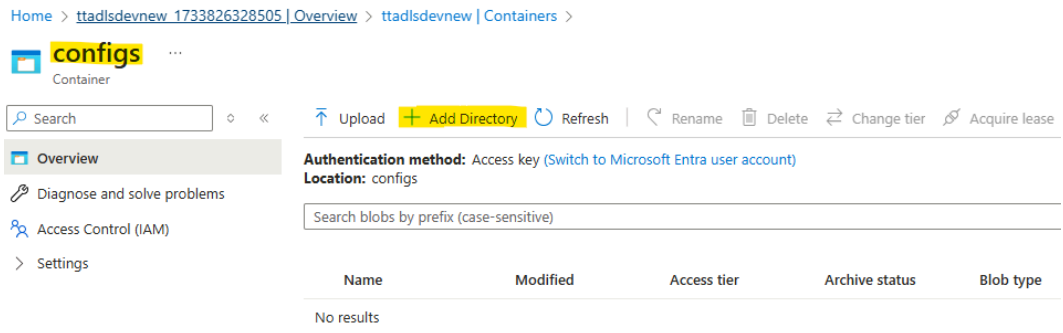 Home > ttadlsdevnew_1733826328505 | Overview > ttadlsdevnew | Containers >
configs ...
Container
Search
Upload + Add Directory Refresh Rename Delete Change tier Acquire lease
Overview
Diagnose and solve problems
Access Control (IAM)
> Settings
Authentication method: Access key (Switch to Microsoft Entra user account)
Location: configs
Search blobs by prefix (case-sensitive)
Name Modified Access tier Archive status Blob type
No results